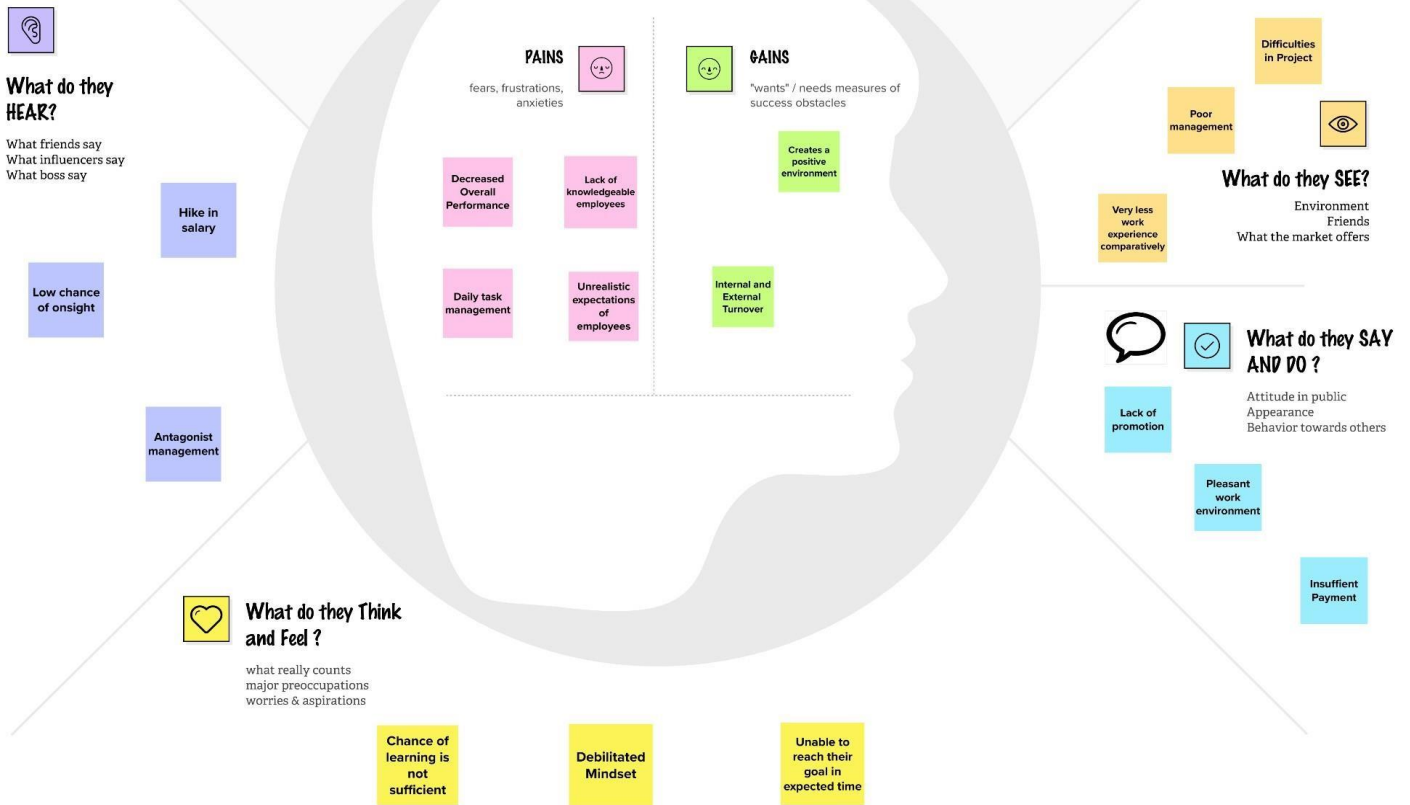 What do they
HEAR?
What friends say
What influencers say
What boss say
Hike in
salary
Low chance
of onsight
Antagonist
management
PAINS
fears, frustrations,
anxieties
Decreased
Overall
Performance
Lack of
knowledgeable
employees
Daily task
management
Unrealistic
expectations
of
employees
GAINS
"wants" / needs measures of
success obstacles
Creates a
positive
environment
Internal and
External
Turnover
Difficulties
in Project
Poor
management
What do they SEE?
Environment
Friends
What the market offers
Very less
work
experience
comparatively
What do they SAY
AND DO ?
Attitude in public
Appearance
Behavior towards others
Lack of
promotion
Pleasant
work
environment
Insuffient
Payment
What do they Think
and Feel ?
what really counts
major preoccupations
worries & aspirations
Chance of
learning is
not
sufficient
Debilitated
Mindset
Unable to
reach their
goal in
expected time